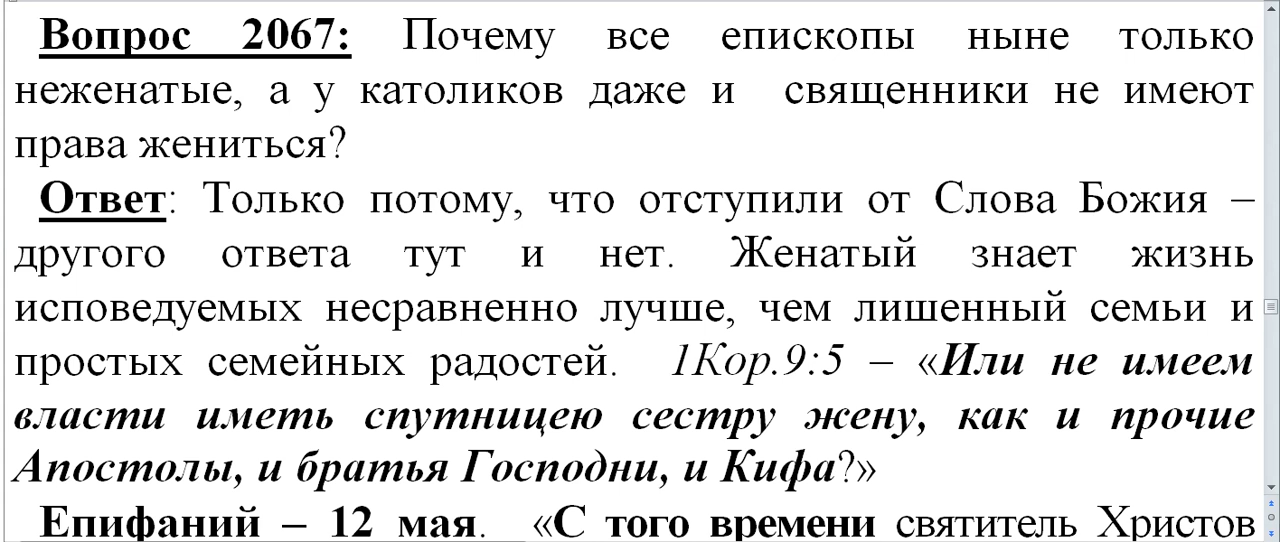 Вопрос 2067: Почему все епископы ныне только
неженатые, а у католиков даже и священники не имеют
права жениться?
Ответ: Только потому, что отступили от Слова Божия –
другого ответа тут и нет. Женатый знает жизнь
исповедуемых несравненно лучше, чем лишенный семьи и
простых семейных радостей. 1Кор.9:5 – «Или не имеем
власти иметь спутницею сестру жену, как и прочие
Апостолы, и братья Господни, и Кифа?»
Епифаний – 12 мая. «С того времени святитель Христов